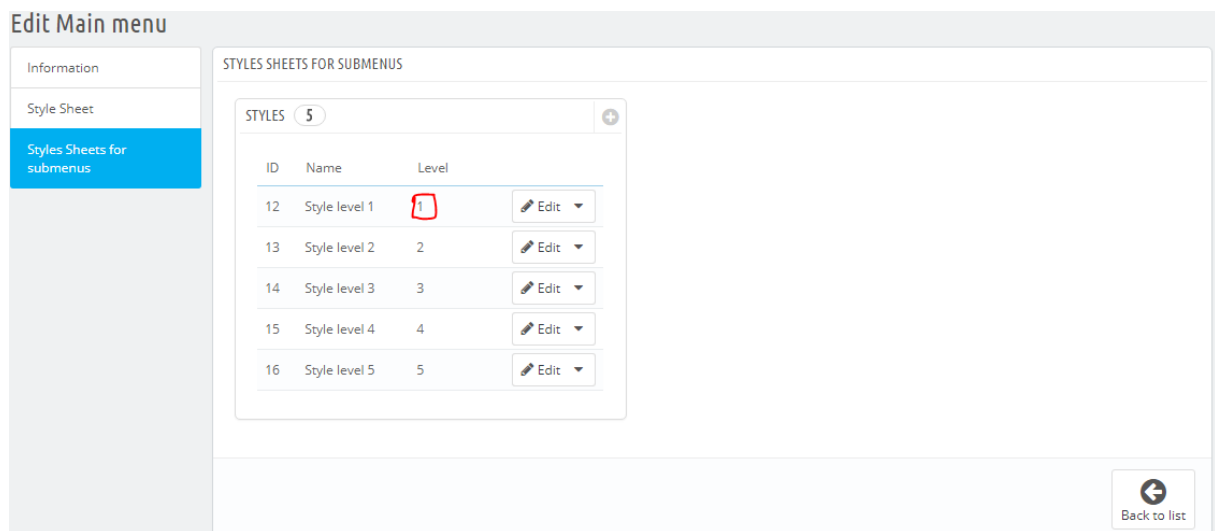 Edit Main menu
Information
Style Sheet
Styles Sheets for
submenus
STYLES SHEETS FOR SUBMENUS
STYLES 5
ID Name Level
12 Style level 1 1 Edit
13 Style level 2 2 Edit
14 Style level 3 3 Edit
15 Style level 4 4 Edit
16 Style level 5 5 Edit
Back to list